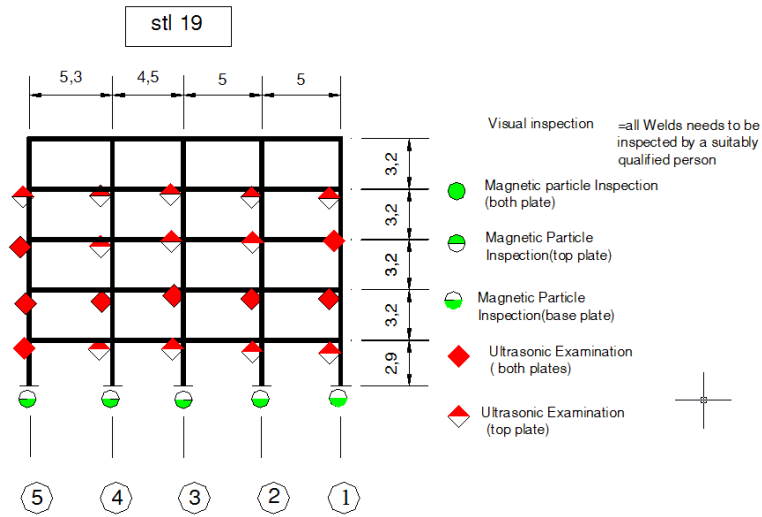 stl 19
5,3 4,5 5 5
Visual inspection =all Welds needs to be
inspected by a suitably
qualified person
3,2
Magnetic particle Inspection
(both plate)
3,2
Magnetic Particle
Inspection(top plate)
3,2
Magnetic Particle
Inspection(base plate)
3,2
Ultrasonic Examination
( both plates)
2,9
Ultrasonic Examination
(top plate)
5 4 3 2 1